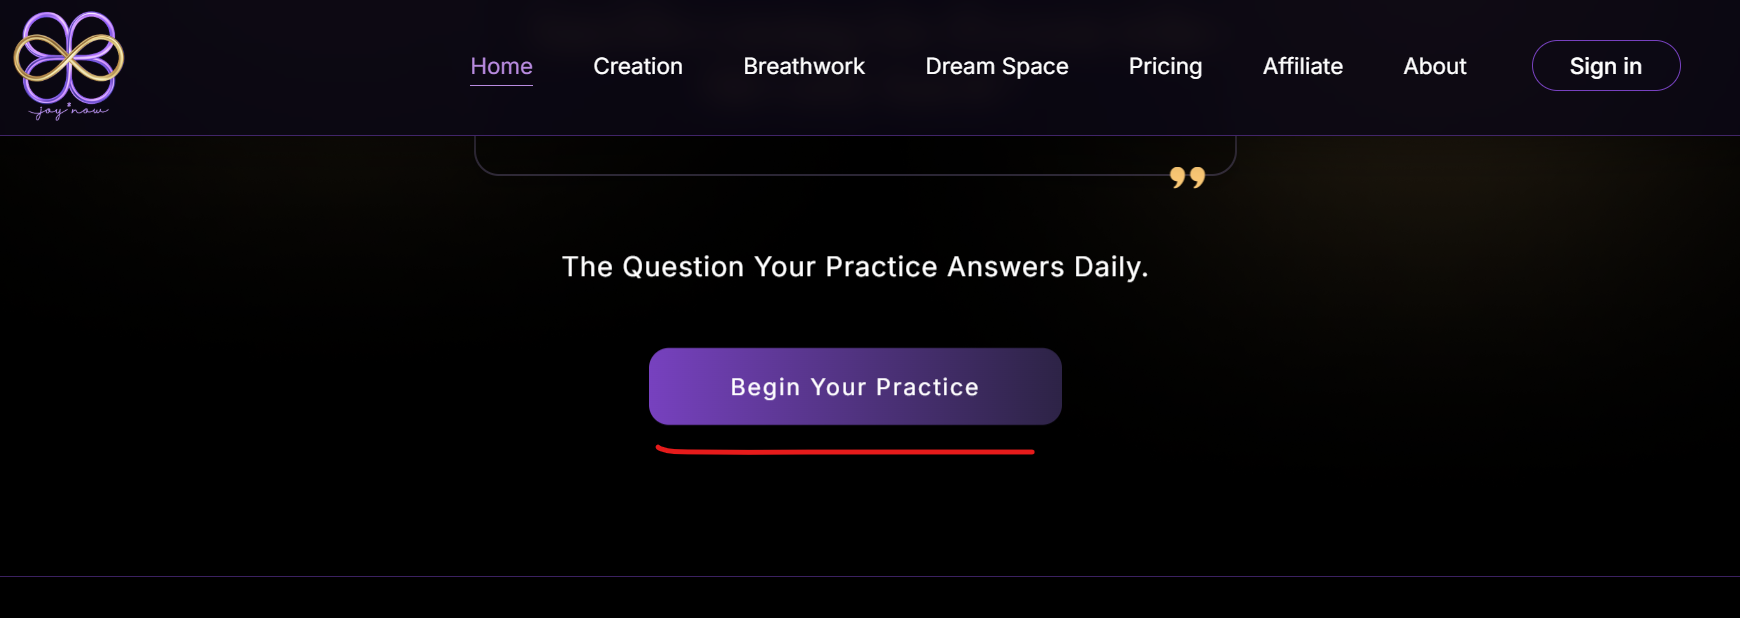 joy*now
Home Creation Breathwork Dream Space Pricing Affiliate About Sign in
”
The Question Your Practice Answers Daily.
Begin Your Practice